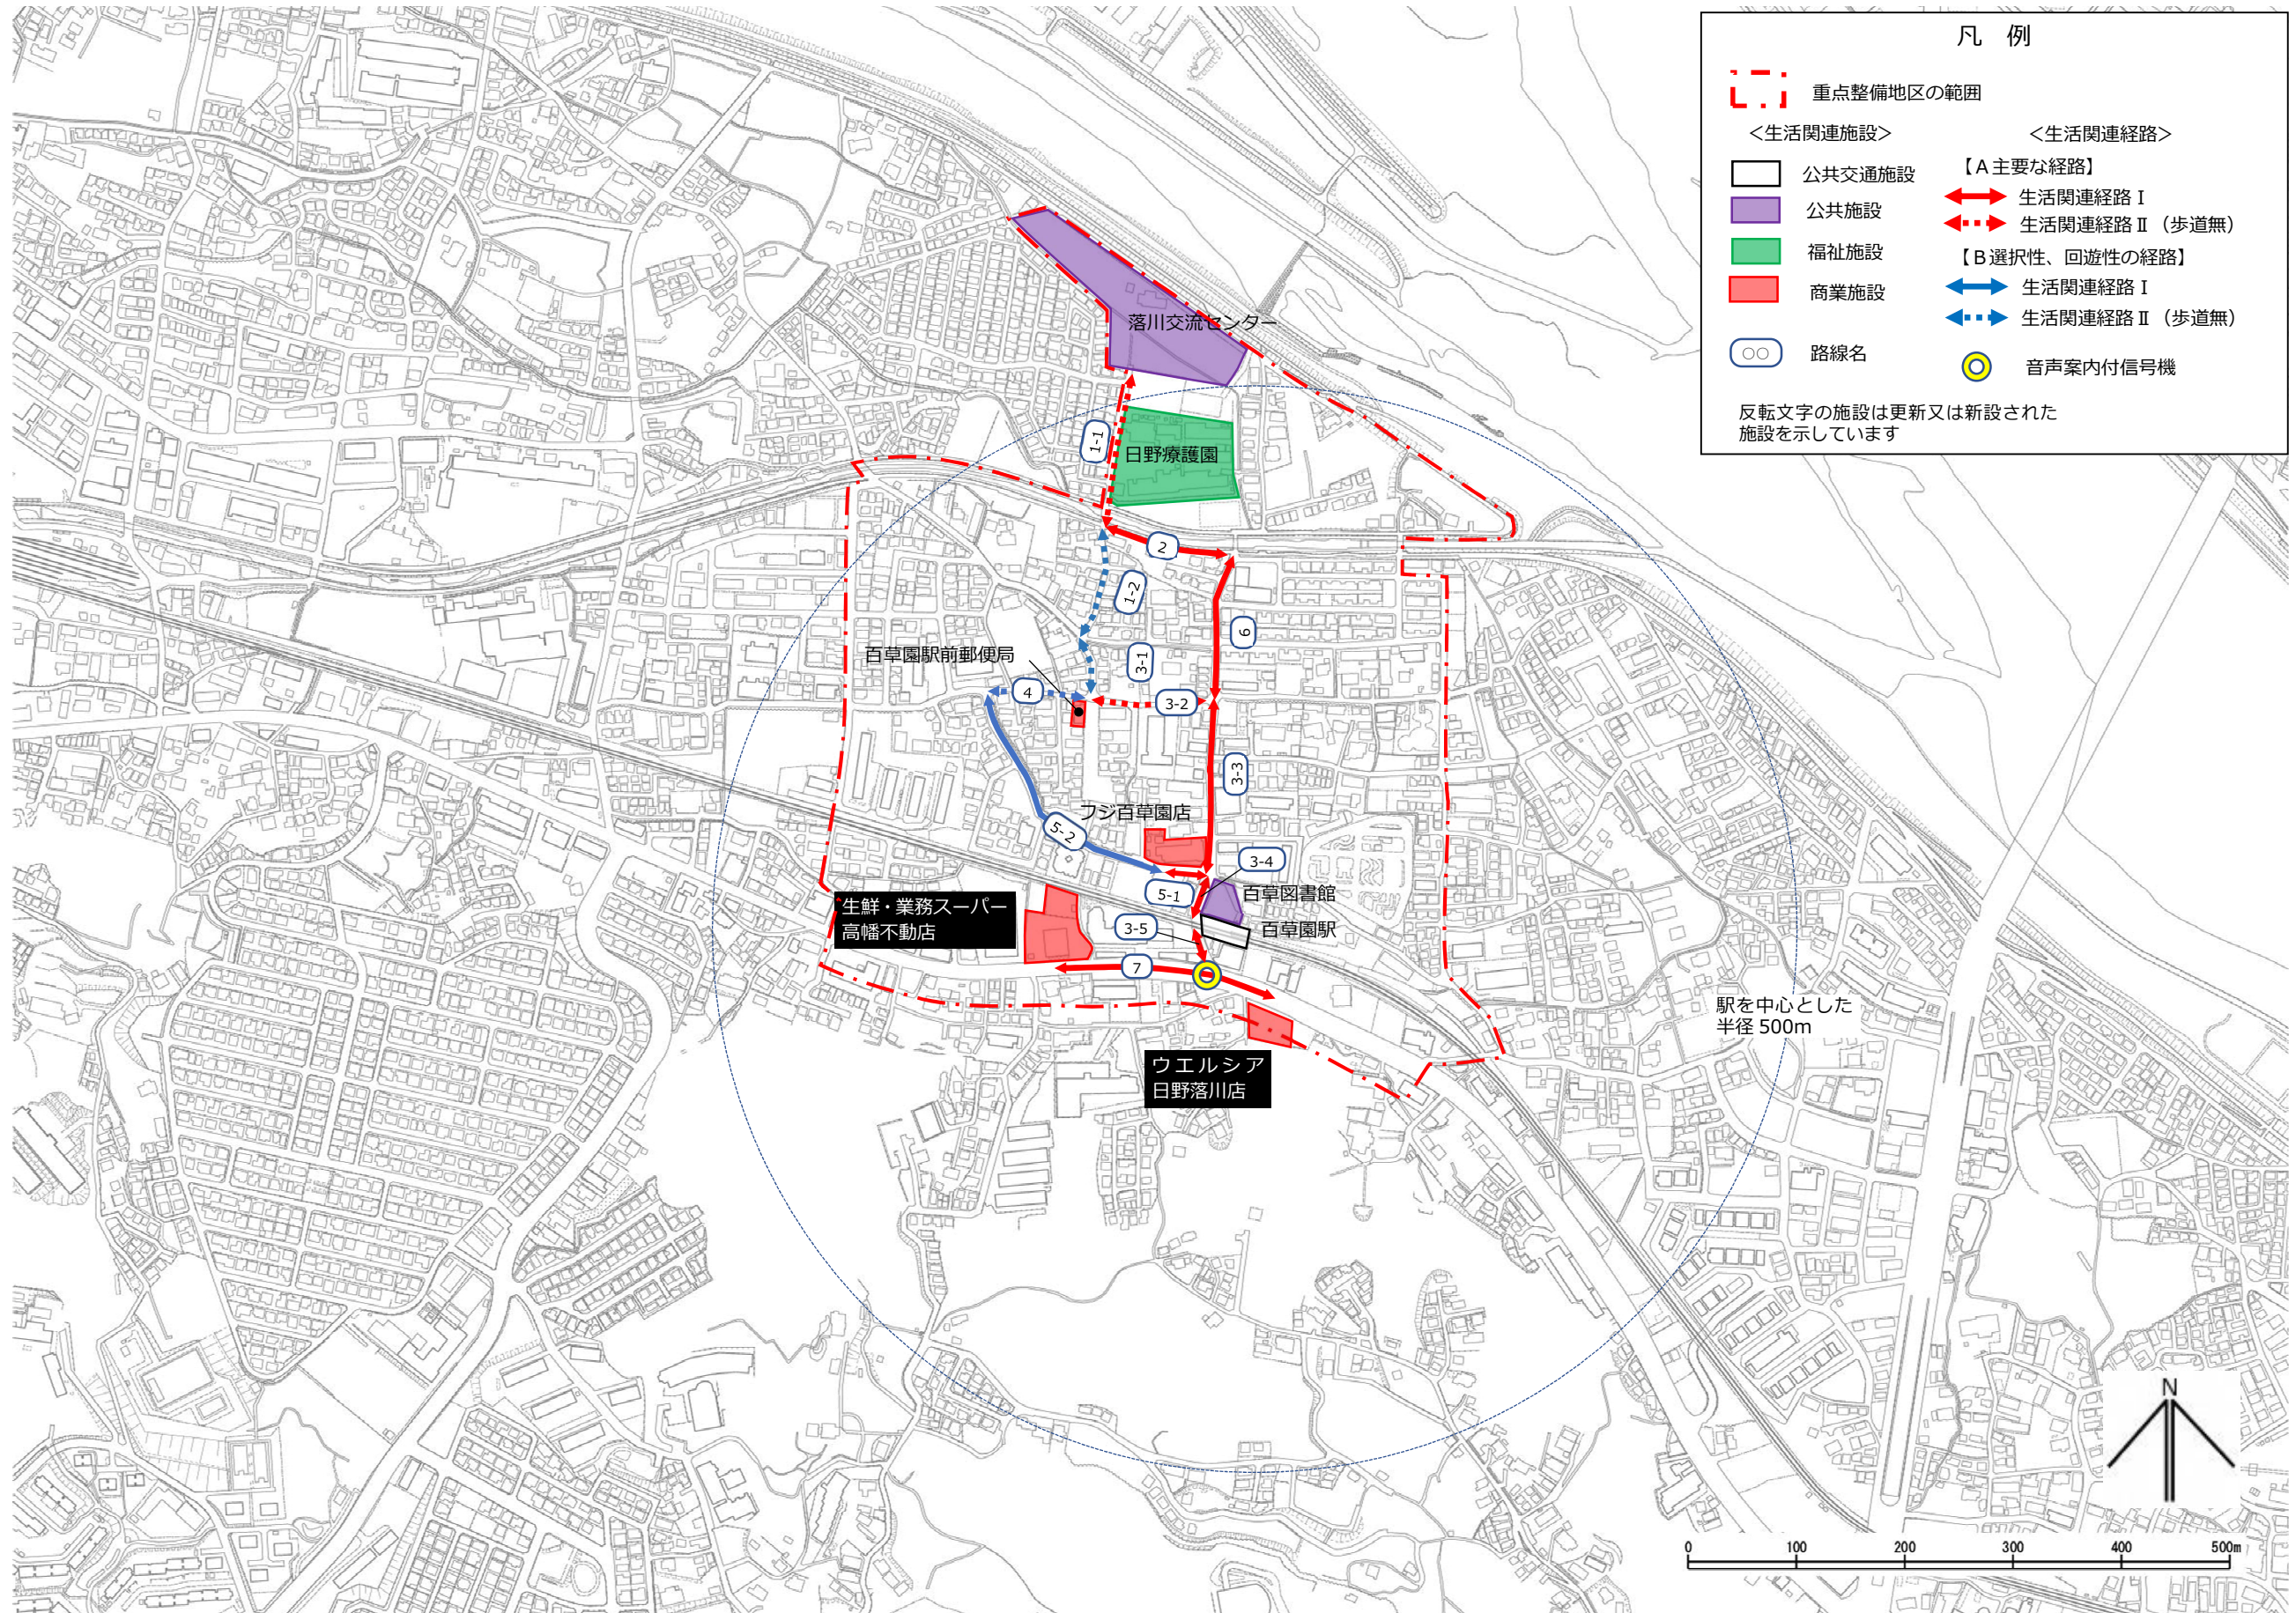 凡 例
重点整備地区の範囲
<生活関連施設>
公共交通施設
公共施設
福祉施設
商業施設
○○ 路線名
<生活関連経路>
【A 主要な経路】
生活関連経路Ⅰ
生活関連経路Ⅱ（歩道無）
【B 選択性、回遊性の経路】
生活関連経路Ⅰ
生活関連経路Ⅱ（歩道無）
音声案内付信号機
反転文字の施設は更新又は新設された
施設を示しています
落川交流センター
1-1
日野療護園
2
1-2
6
百草園駅前郵便局
3-1
4
3-2
3-3
フジ百草園店
5-2
3-4
5-1
百草図書館
生鮮・業務スーパー
高幡不動店
3-5
百草園駅
7
ウエルシア
日野落川店
駅を中心とした
半径 500m
N
0 100 200 300 400 500m